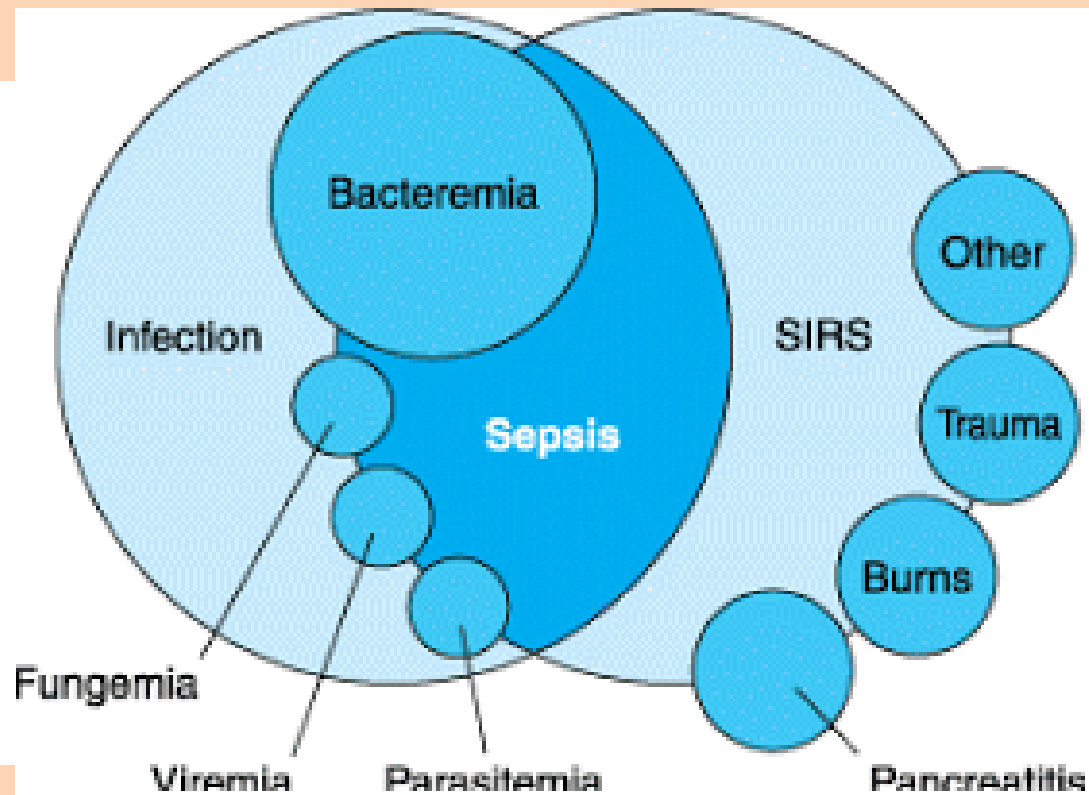 Bacteremia
Other
Infection
SIRS
Trauma
Sepsis
Burns
Fungemia
Viremia
Parasitemia
Pancreatitis